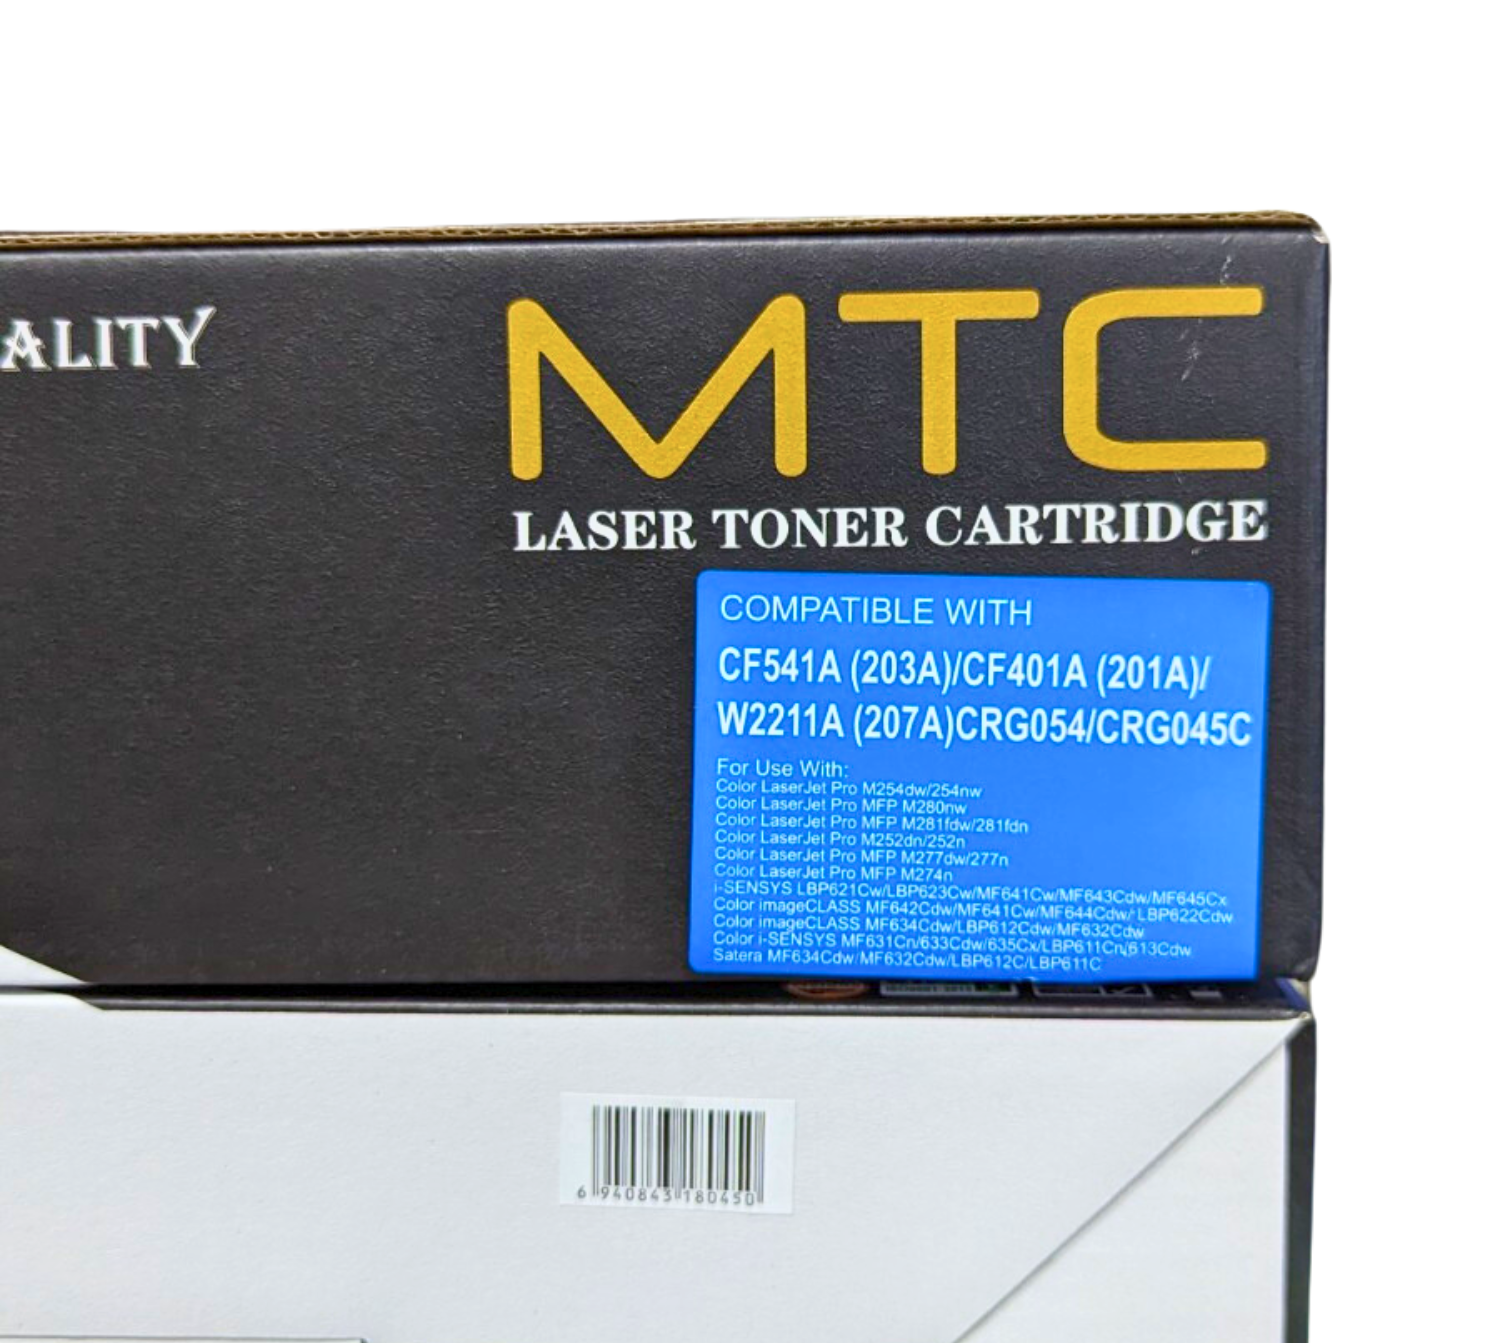 ALITY
MTC
LASER TONER CARTRIDGE
COMPATIBLE WITH
CF541A (203A)/CF401A (201A)/
W2211A (207A)CRG054/CRG045C
For Use With:
Color LaserJet Pro M254dw/254nw
Color LaserJet Pro MFP M280nw
Color LaserJet Pro MFP M281fdw/281fdn
Color LaserJet Pro M252dn/252n
Color LaserJet Pro MFP M277dw/277n
Color LaserJet Pro MFP M274n
i-SENSYS LBP621Cw/LBP623Cw/MF641Cw/MF643Cdw/MF645Cx
Color imageCLASS MF642Cdw/MF641Cw/MF644Cdw/ LBP622Cdw
Color imageCLASS MF634Cdw/LBP612Cdw/MF632Cdw
Color i-SENSYS MF631Cn/633Cdw/635Cx/LBP611Cn/613Cdw
Satera MF634Cdw/MF632Cdw/LBP612C/LBP611C
6 940843 180450